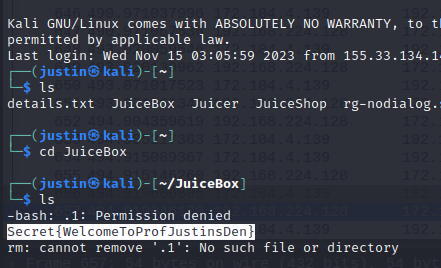 Kali GNU/Linux comes with ABSOLUTELY NO WARRANTY, to th
permitted by applicable law.
Last login: Wed Nov 15 03:05:59 2023 from 155.33.134.1
┌──(justin㉿kali)-[~]
└─$ ls
details.txt  JuiceBox  Juicer  JuiceShop  rg-nodialog.s
┌──(justin㉿kali)-[~]
└─$ cd JuiceBox
┌──(justin㉿kali)-[~/JuiceBox]
└─$ ls
-bash: .1: Permission denied
Secret{WelcomeToProfJustinsDen}
rm: cannot remove '.1': No such file or directory